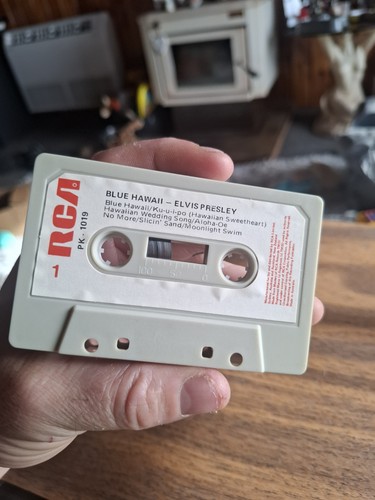 RCA
PK-1019
1
BLUE HAWAII – ELVIS PRESLEY
Blue Hawaii/Ku-u-i-po (Hawaiian Sweetheart)
Hawaiian Wedding Song/Aloha-Oe
No More/Slicin' Sand/Moonlight Swim